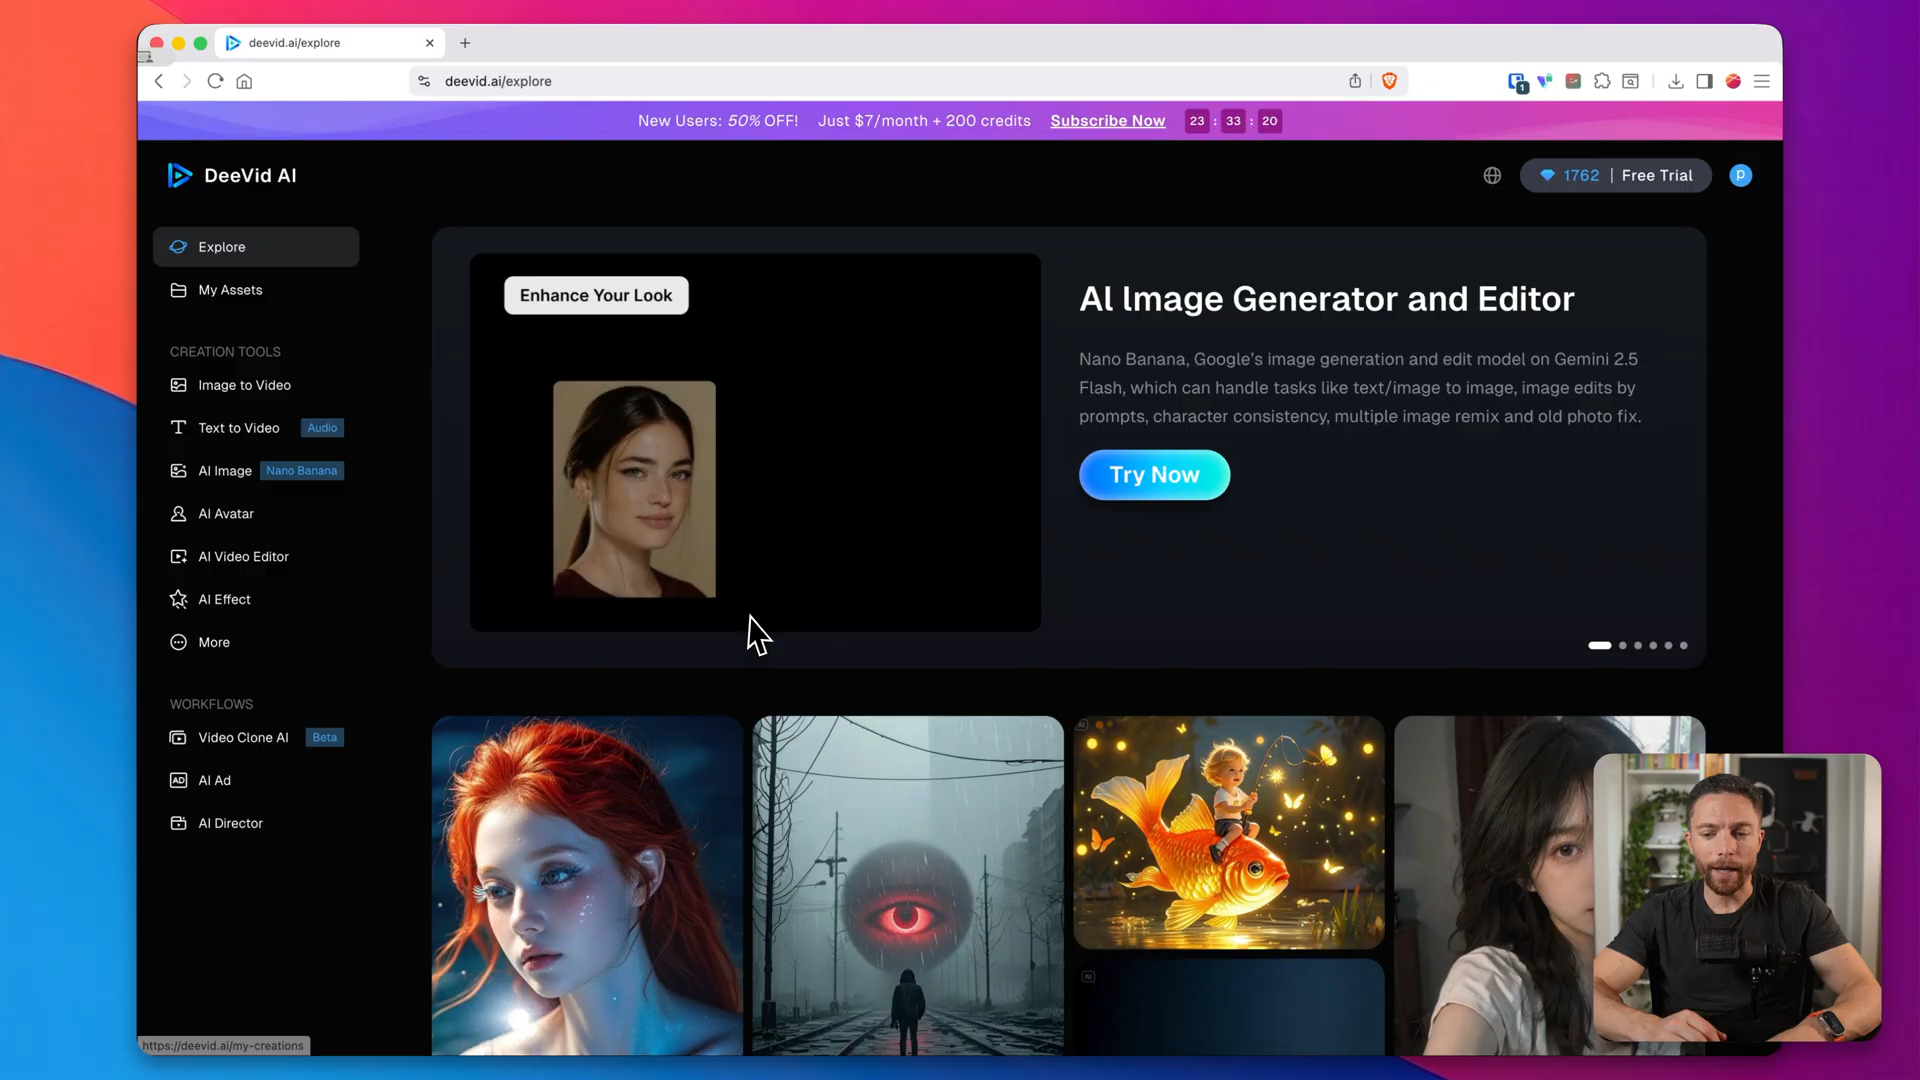 deevid.ai/explore
deevid.ai/explore
1
New Users: 50% OFF! Just $7/month + 200 credits Subscribe Now 23 : 33 : 20
DeeVid AI
1762 | Free Trial
p
Explore
My Assets
CREATION TOOLS
Image to Video
Text to Video Audio
AI Image Nano Banana
AI Avatar
AI Video Editor
AI Effect
More
WORKFLOWS
Video Clone AI Beta
AD AI Ad
AI Director
Enhance Your Look
AI Image Generator and Editor
Nano Banana, Google's image generation and edit model on Gemini 2.5
Flash, which can handle tasks like text/image to image, image edits by
prompts, character consistency, multiple image remix and old photo fix.
Try Now
AI
AI
https://deevid.ai/my-creations